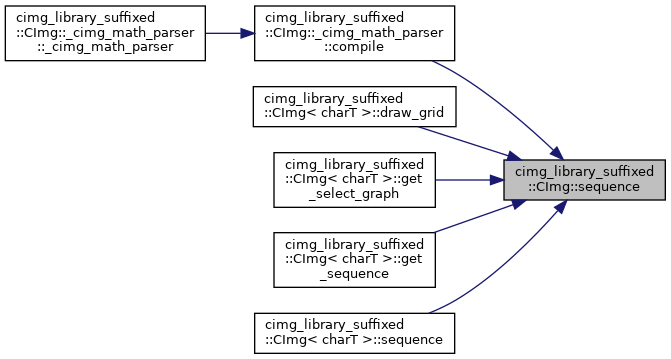 cimg_library_suffixed
::CImg::_cimg_math_parser
::_cimg_math_parser
cimg_library_suffixed
::CImg::_cimg_math_parser
::compile
cimg_library_suffixed
::CImg< charT >::draw_grid
cimg_library_suffixed
::CImg< charT >::get
_select_graph
cimg_library_suffixed
::CImg::sequence
cimg_library_suffixed
::CImg< charT >::get
_sequence
cimg_library_suffixed
::CImg< charT >::sequence